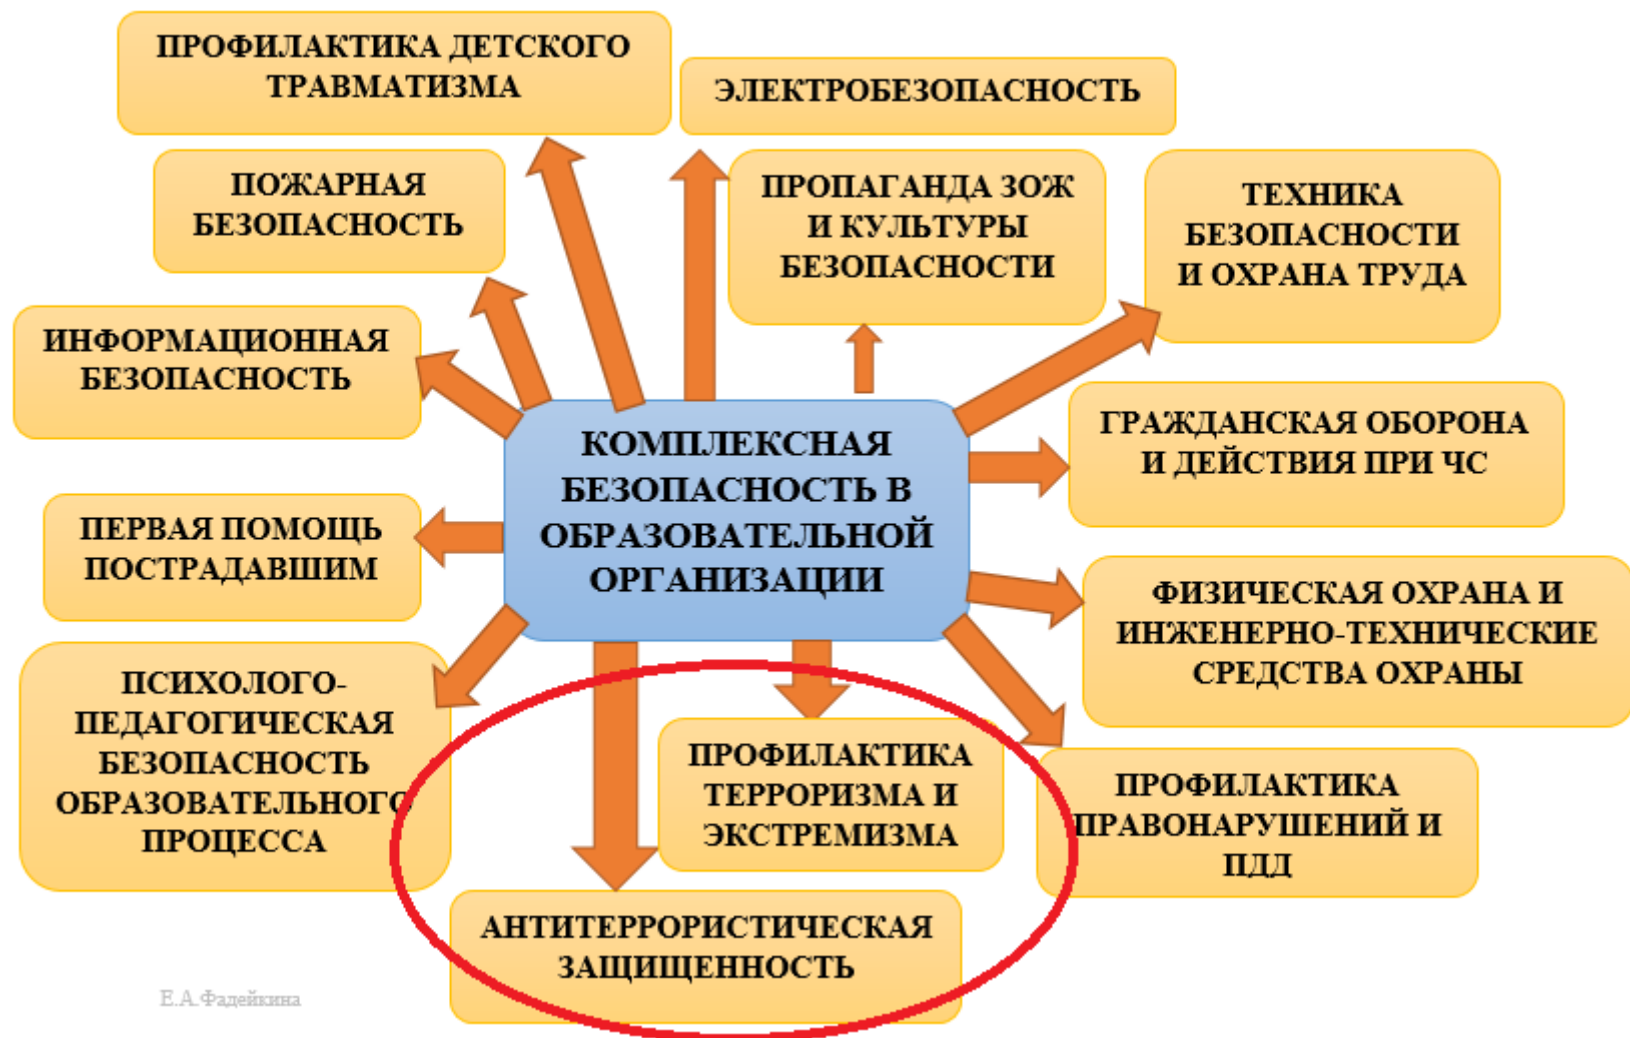 ПРОФИЛАКТИКА ДЕТСКОГО
ТРАВМАТИЗМА
ЭЛЕКТРОБЕЗОПАСНОСТЬ
ПОЖАРНАЯ
БЕЗОПАСНОСТЬ
ПРОПАГАНДА ЗОЖ
И КУЛЬТУРЫ
БЕЗОПАСНОСТИ
ТЕХНИКА
БЕЗОПАСНОСТИ
И ОХРАНА ТРУДА
ИНФОРМАЦИОННАЯ
БЕЗОПАСНОСТЬ
КОМПЛЕКСНАЯ
БЕЗОПАСНОСТЬ В
ОБРАЗОВАТЕЛЬНОЙ
ОРГАНИЗАЦИИ
ГРАЖДАНСКАЯ ОБОРОНА
И ДЕЙСТВИЯ ПРИ ЧС
ПЕРВАЯ ПОМОЩЬ
ПОСТРАДАВШИМ
ФИЗИЧЕСКАЯ ОХРАНА И
ИНЖЕНЕРНО-ТЕХНИЧЕСКИЕ
СРЕДСТВА ОХРАНЫ
ПСИХОЛОГО-
ПЕДАГОГИЧЕСКАЯ
БЕЗОПАСНОСТЬ
ОБРАЗОВАТЕЛЬНОГО
ПРОЦЕССА
ПРОФИЛАКТИКА
ТЕРРОРИЗМА И
ЭКСТРЕМИЗМА
ПРОФИЛАКТИКА
ПРАВОНАРУШЕНИЙ И
ПДД
АНТИТЕРРОРИСТИЧЕСКАЯ
ЗАЩИЩЕННОСТЬ
Е.А.Фадейкина